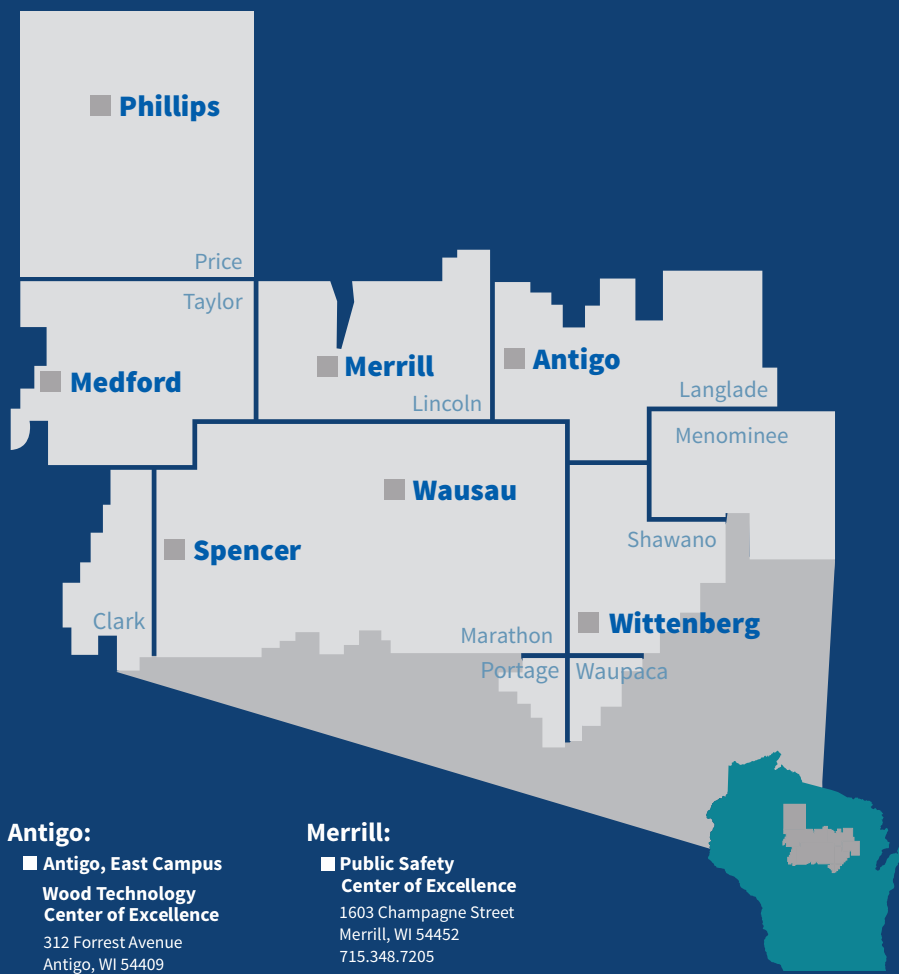 Phillips
Price
Taylor
Medford
Merrill
Lincoln
Antigo
Langlade
Menominee
Wausau
Spencer
Shawano
Clark
Wittenberg
Marathon
Portage
Waupaca
Antigo:
Antigo, East Campus
Wood Technology
Center of Excellence
312 Forrest Avenue
Antigo, WI 54409
Merrill:
Public Safety
Center of Excellence
1603 Champagne Street
Merrill, WI 54452
715.348.7205